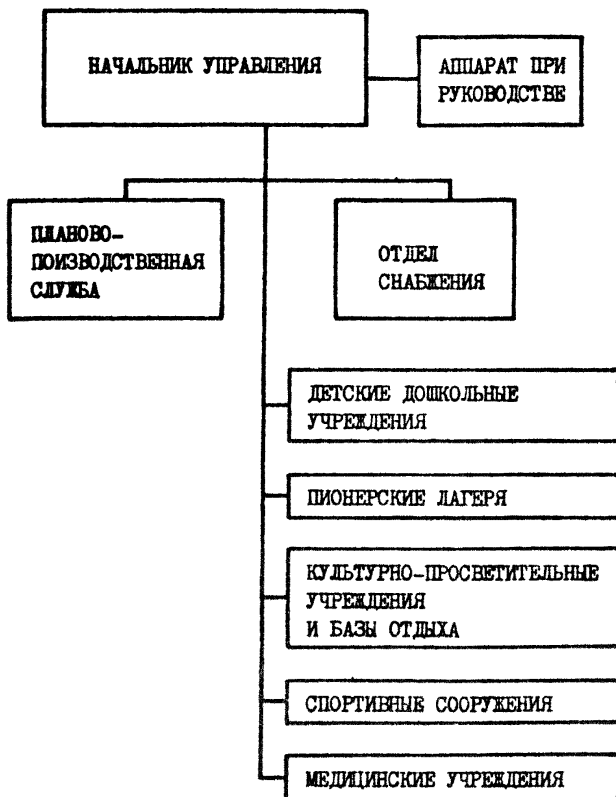 НАЧАЛЬНИК УПРАВЛЕНИЯ
АППАРАТ ПРИ
РУКОВОДСТВЕ
ПЛАНОВО-
ПОИЗВОДСТВЕННАЯ
СЛУЖБА
ОТДЕЛ
СНАБЖЕНИЯ
ДЕТСКИЕ ДОШКОЛЬНЫЕ
УЧРЕЖДЕНИЯ
ПИОНЕРСКИЕ ЛАГЕРЯ
КУЛЬТУРНО-ПРОСВЕТИТЕЛЬНЫЕ
УЧРЕЖДЕНИЯ
И БАЗЫ ОТДЫХА
СПОРТИВНЫЕ СООРУЖЕНИЯ
МЕДИЦИНСКИЕ УЧРЕЖДЕНИЯ